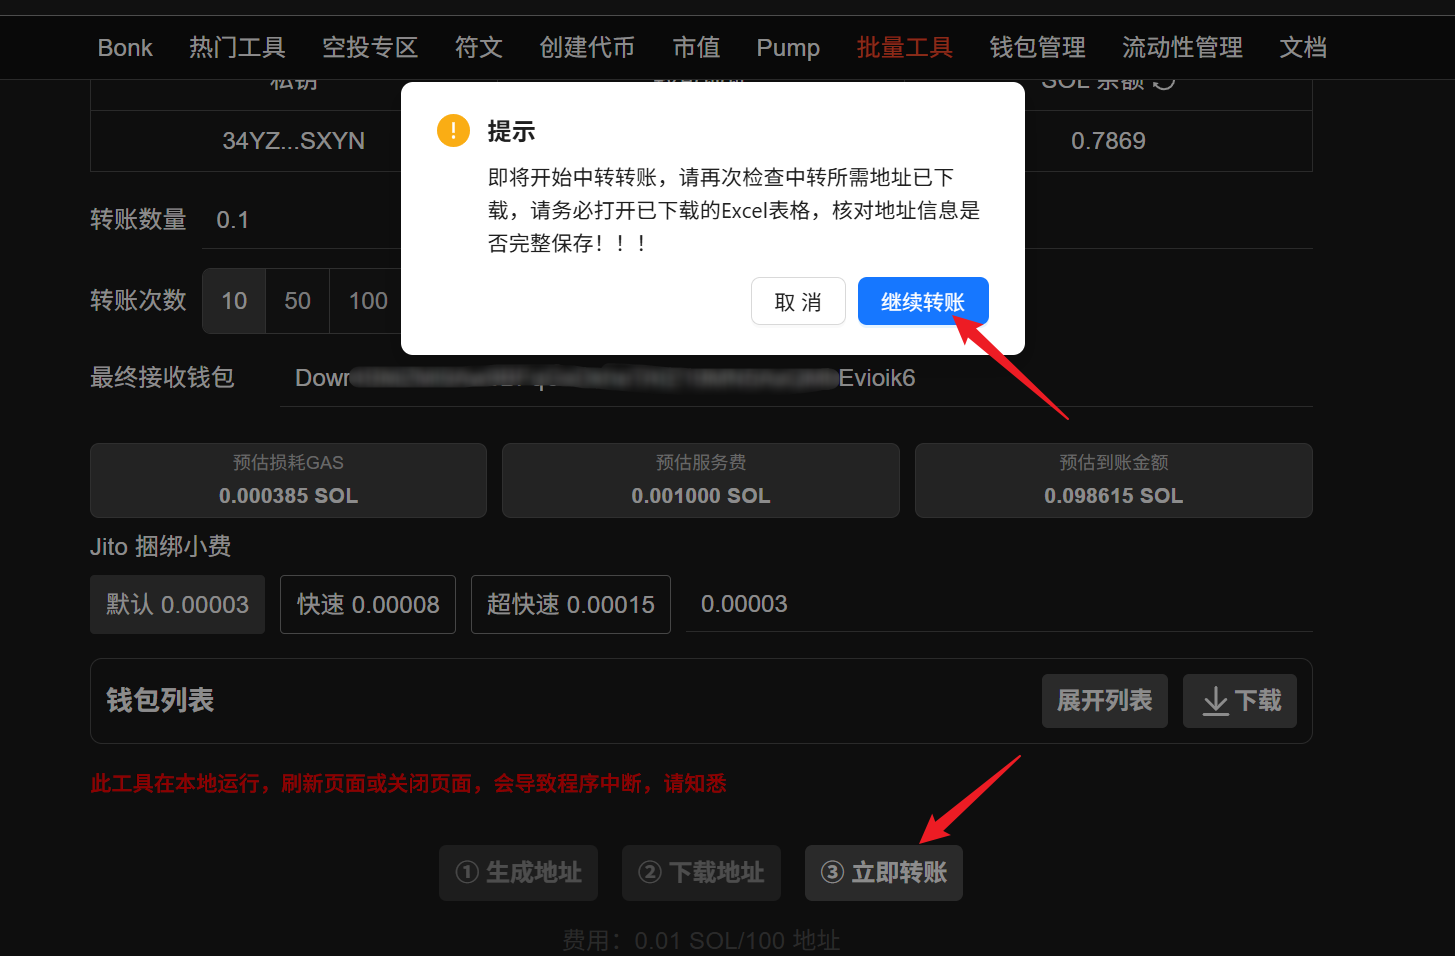 Bonk 热门工具 空投专区 符文 创建代币 市值 Pump 批量工具 钱包管理 流动性管理 文档
私钥 SOL 余额
34YZ...SXYN 0.7869
提示
即将开始中转转账，请再次检查中转所需地址已下
载，请务必打开已下载的Excel表格，核对地址信息是
否完整保存！！！
取 消 继续转账
转账数量 0.1
转账次数 10 50 100
最终接收钱包 Dowr Evioik6
预估损耗GAS 预估服务费 预估到账金额
0.000385 SOL 0.001000 SOL 0.098615 SOL
Jito 捆绑小费
默认 0.00003 快速 0.00008 超快速 0.00015 0.00003
钱包列表 展开列表 下载
此工具在本地运行，刷新页面或关闭页面，会导致程序中断，请知悉
① 生成地址 ② 下载地址 ③ 立即转账
费用：0.01 SOL/100 地址